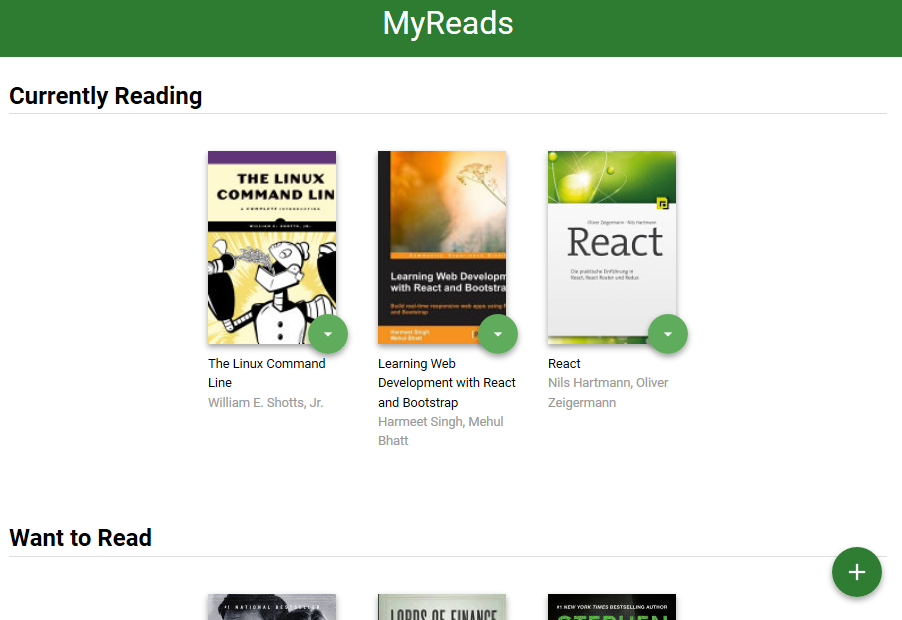 MyReads
Currently Reading
THE LINUX
COMMAND LIN
A COMPLETE INTRODUCTION
WILLIAM E. SHOTTS, JR.
Learning Web Developm
with React and Bootstra
Build real-time responsive web apps using
and Bootstrap
Harmeet Singh
Mehul Bhatt
Oliver Zeigermann Nils Hartmann
React
Die praktische Einführung in
React, React Router und Redux
The Linux Command
Line
William E. Shotts, Jr.
Learning Web
Development with React
and Bootstrap
Harmeet Singh, Mehul
Bhatt
React
Nils Hartmann, Oliver
Zeigermann
Want to Read
#1 NATIONAL BESTSELLER
LORDS OF FINANCE
#1 NEW YORK TIMES BESTSELLING AUTHOR
STEPHEN